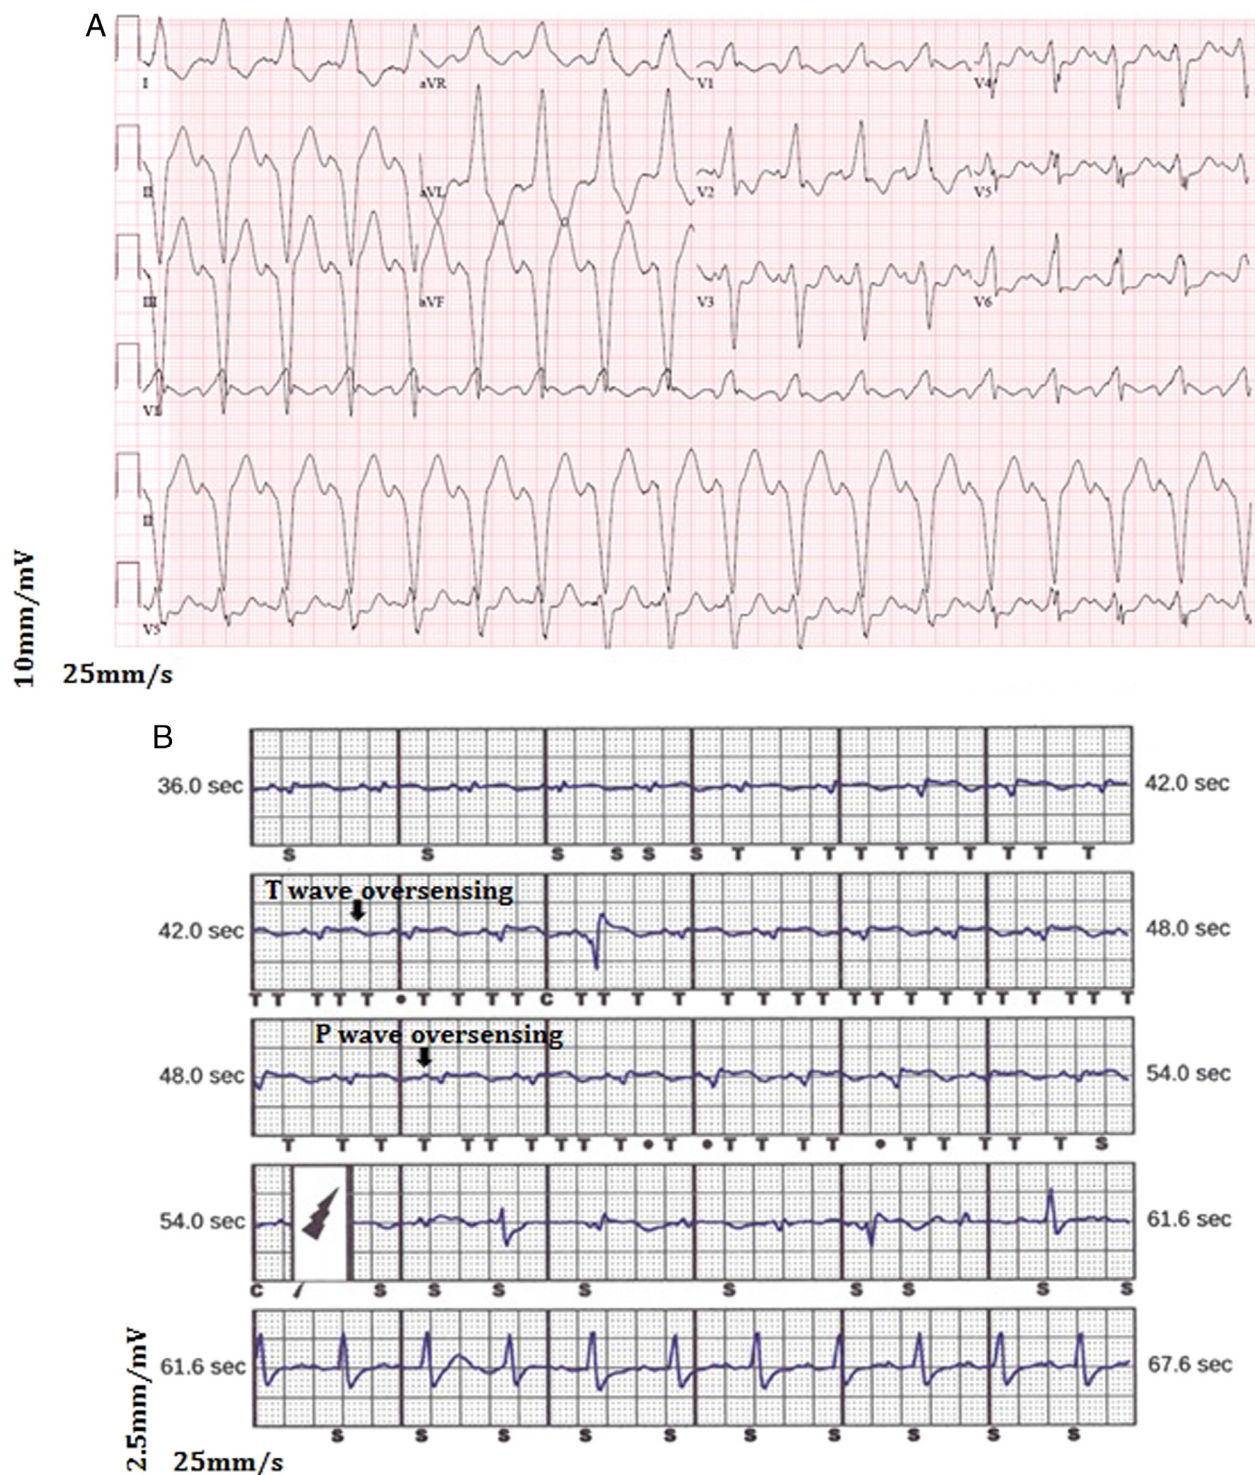 A
I aVR V1 V4
II aVL V2 V5
III aVF V3 V6
V1
II
V5
10mm/mV
25mm/s
B
36.0 sec 42.0 sec
S S S S S S T T T T T T T T T T
T wave oversensing
42.0 sec 48.0 sec
T T T T T • T T T T C T T T T T T T T T T T T T T T T T T
P wave oversensing
48.0 sec 54.0 sec
T T T T T T T T T T • T • T T T T • T T T T T S
54.0 sec 61.6 sec
C S S S S S S S S S
61.6 sec 67.6 sec
S S S S S S S S S S
2.5mm/mV
25mm/s